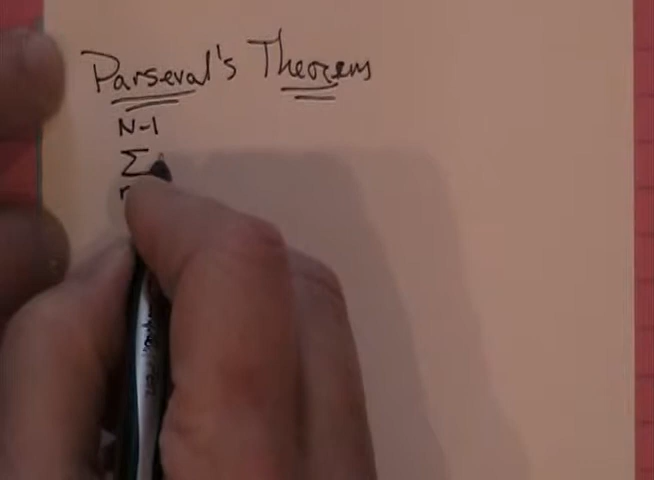 Parseval's Theorem
N-1
Σ
n